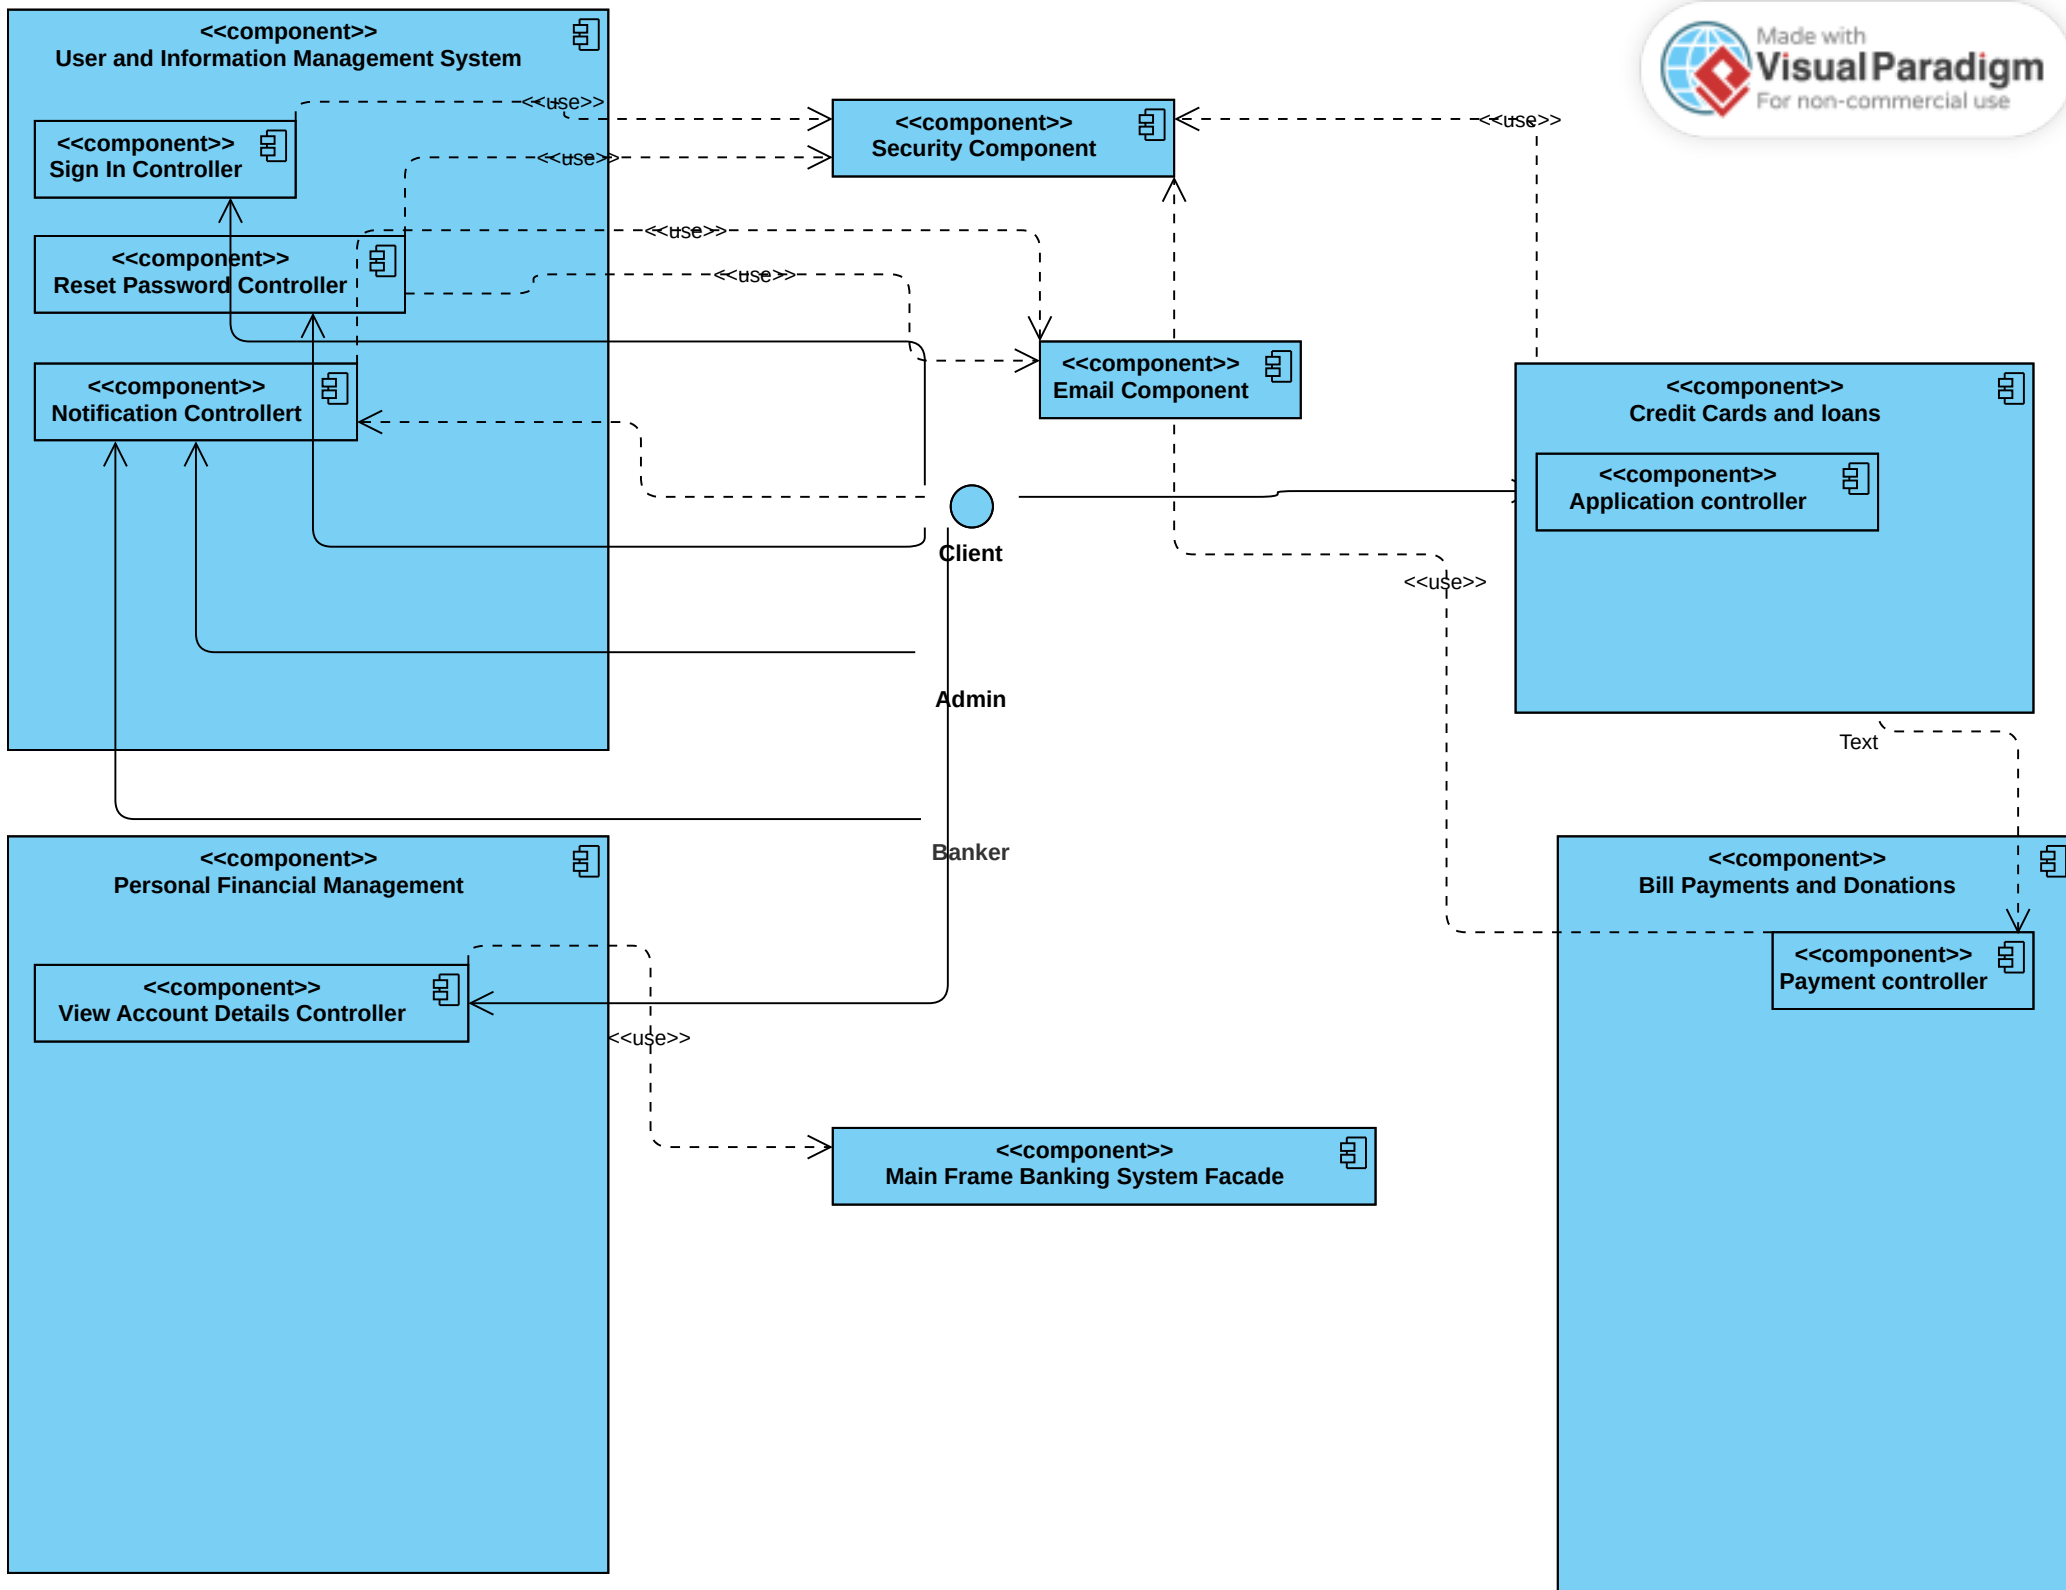 <<component>>
User and Information Management System
Made with
Visual Paradigm
For non-commercial use
<<use>>
<<component>>
Sign In Controller
<<component>>
Security Component
<<use>>
<<use>>
<<use>>
<<component>>
Reset Password Controller
<<use>>
<<component>>
Email Component
<<component>>
Notification Controllert
<<component>>
Credit Cards and loans
<<component>>
Application controller
Client
<<use>>
Admin
Text
Banker
<<component>>
Personal Financial Management
<<component>>
Bill Payments and Donations
<<component>>
Payment controller
<<component>>
View Account Details Controller
<<use>>
<<component>>
Main Frame Banking System Facade